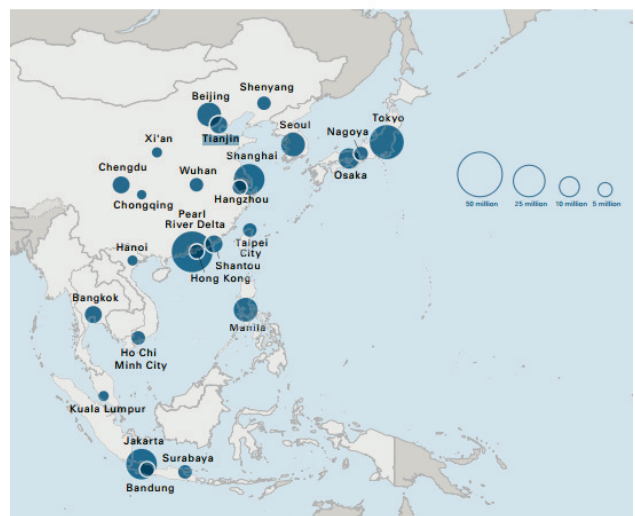 Shenyang
Beijing
Tianjin
Seoul
Nagoya
Tokyo
Osaka
Xi'an
Chengdu
Wuhan
Shanghai
Chongqing
Hangzhou
Pearl
River Delta
Hanoi
Taipei
City
Shantou
Hong Kong
Bangkok
Manila
Ho Chi
Minh City
Kuala Lumpur
Jakarta
Surabaya
Bandung
50 million
25 million
10 million
5 million